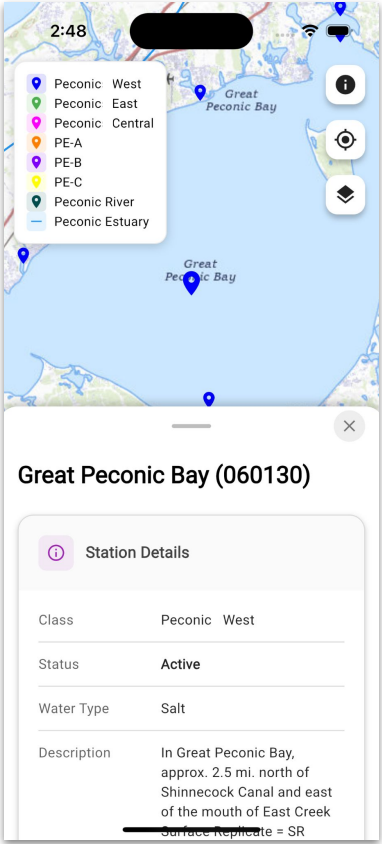 2:48
Peconic West
Peconic East
Peconic Central
PE-A
PE-B
PE-C
Peconic River
Peconic Estuary
Great
Peconic Bay
Great
Peconic Bay
Great Peconic Bay (060130)
Station Details
Class Peconic West
Status Active
Water Type Salt
Description In Great Peconic Bay,
approx. 2.5 mi. north of
Shinnecock Canal and east
of the mouth of East Creek
Surface Replicate = SR